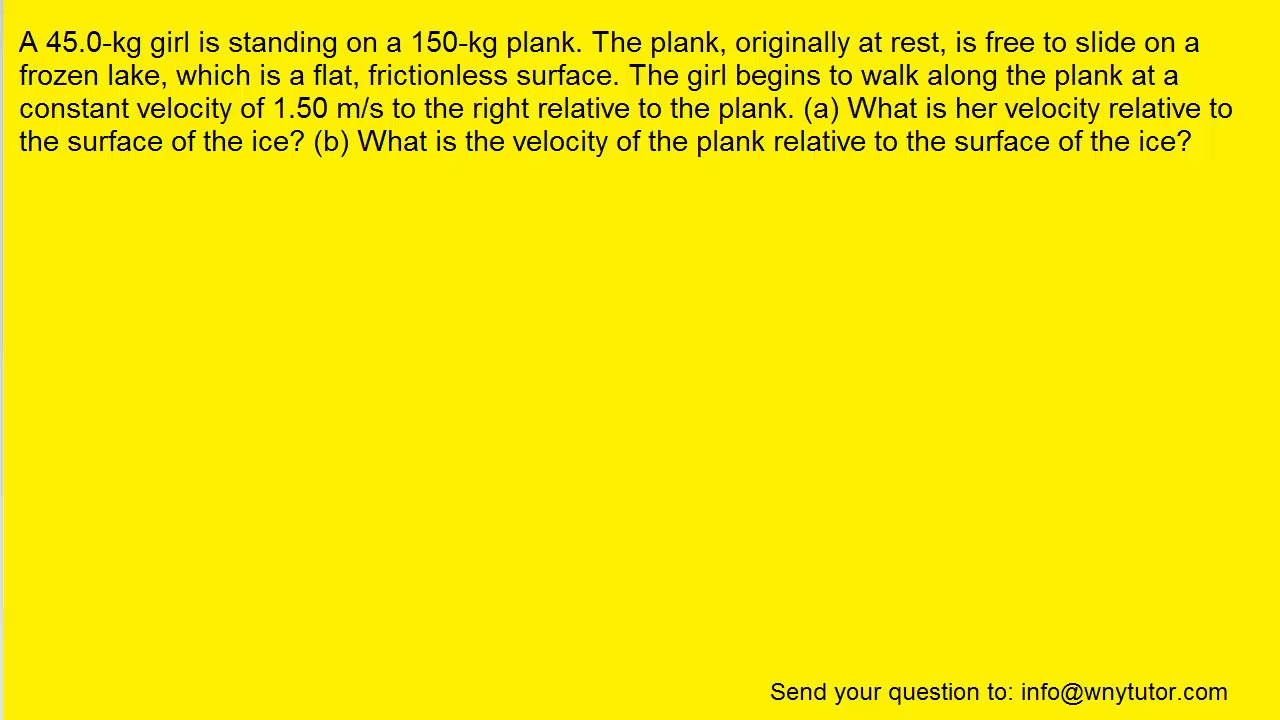 A 45.0-kg girl is standing on a 150-kg plank. The plank, originally at rest, is free to slide on a
frozen lake, which is a flat, frictionless surface. The girl begins to walk along the plank at a
constant velocity of 1.50 m/s to the right relative to the plank. (a) What is her velocity relative to
the surface of the ice? (b) What is the velocity of the plank relative to the surface of the ice?
Send your question to: info@wnytutor.com